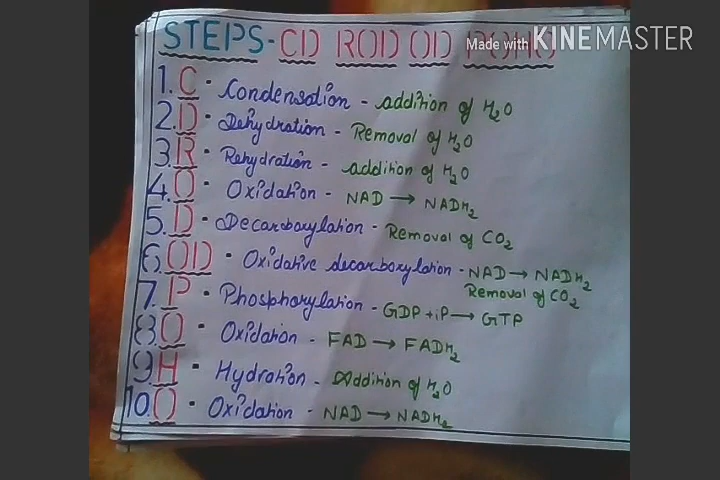 STEPS- CD ROD OD POHO
Made with KINEMASTER
1. C • Condensation - addition of H₂O
2. D • Dehydration - Removal of H₂O
3. R • Rehydration - addition of H₂O
4. O • Oxidation - NAD → NADH₂
5. D • Decarboxylation - Removal of CO₂
6. OD • Oxidative decarboxylation - NAD → NADH₂
Removal of CO₂
7. P • Phosphorylation - GDP + iP → GTP
8. O • Oxidation - FAD → FADH₂
9. H • Hydration - Addition of H₂O
10. O • Oxidation - NAD → NADH₂